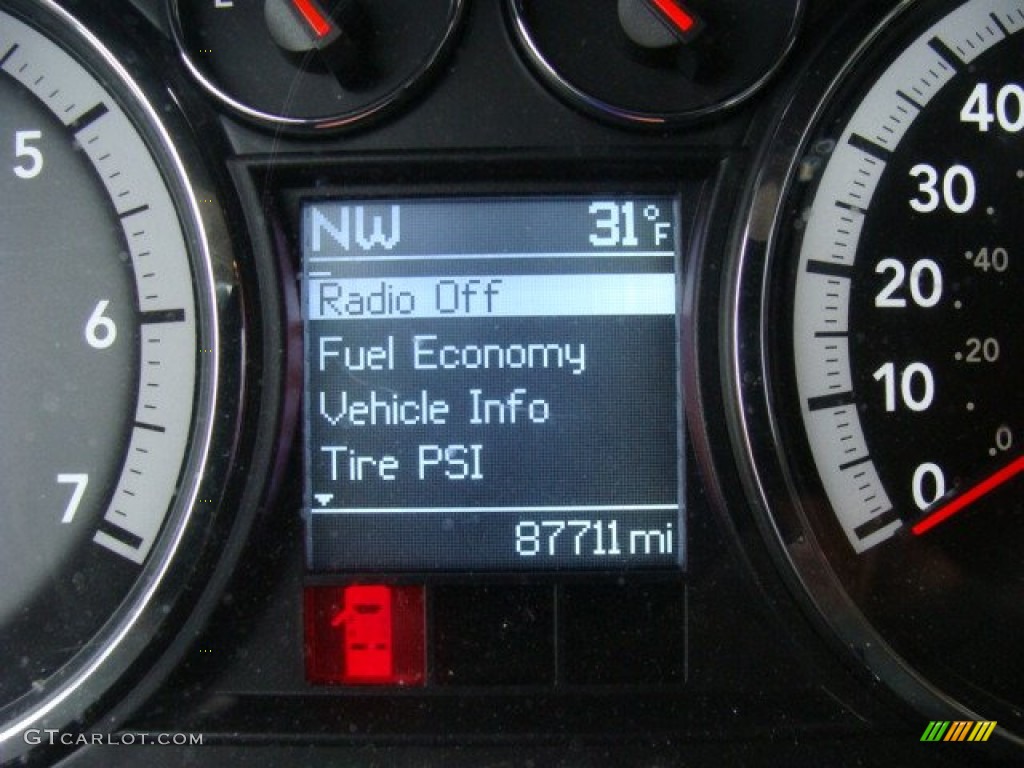 E
NW 31°F
Radio Off
Fuel Economy
Vehicle Info
Tire PSI
87711 mi
5
6
7
40
30
20
10
0
40
20
0
GTCARLOT.COM